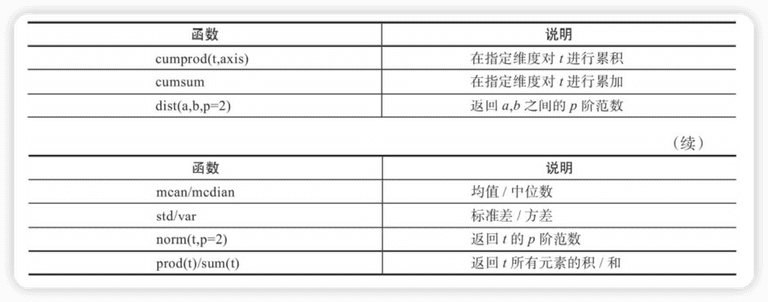 函数 说明
cumprod(t,axis) 在指定维度对 t 进行累积
cumsum 在指定维度对 t 进行累加
dist(a,b,p=2) 返回 a,b 之间的 p 阶范数
(续)
函数 说明
mcan/mcdian 均值 / 中位数
std/var 标准差 / 方差
norm(t,p=2) 返回 t 的 p 阶范数
prod(t)/sum(t) 返回 t 所有元素的积 / 和